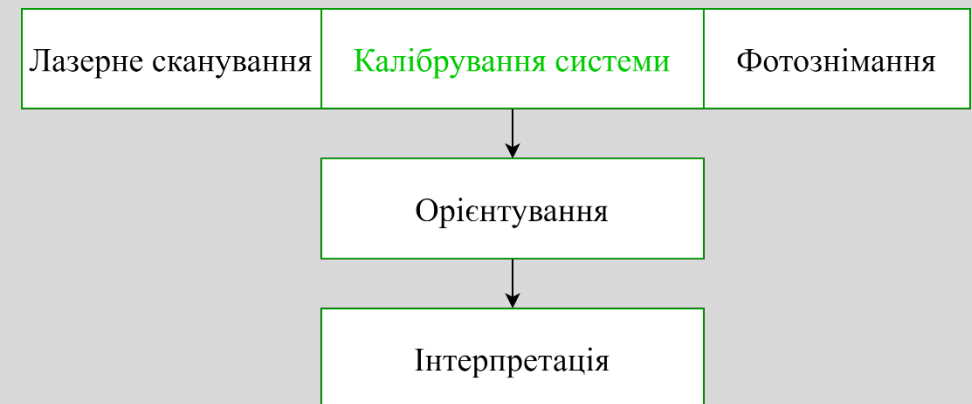 Лазерне сканування
Калібрування системи
Фотознімання
Орієнтування
Інтерпретація